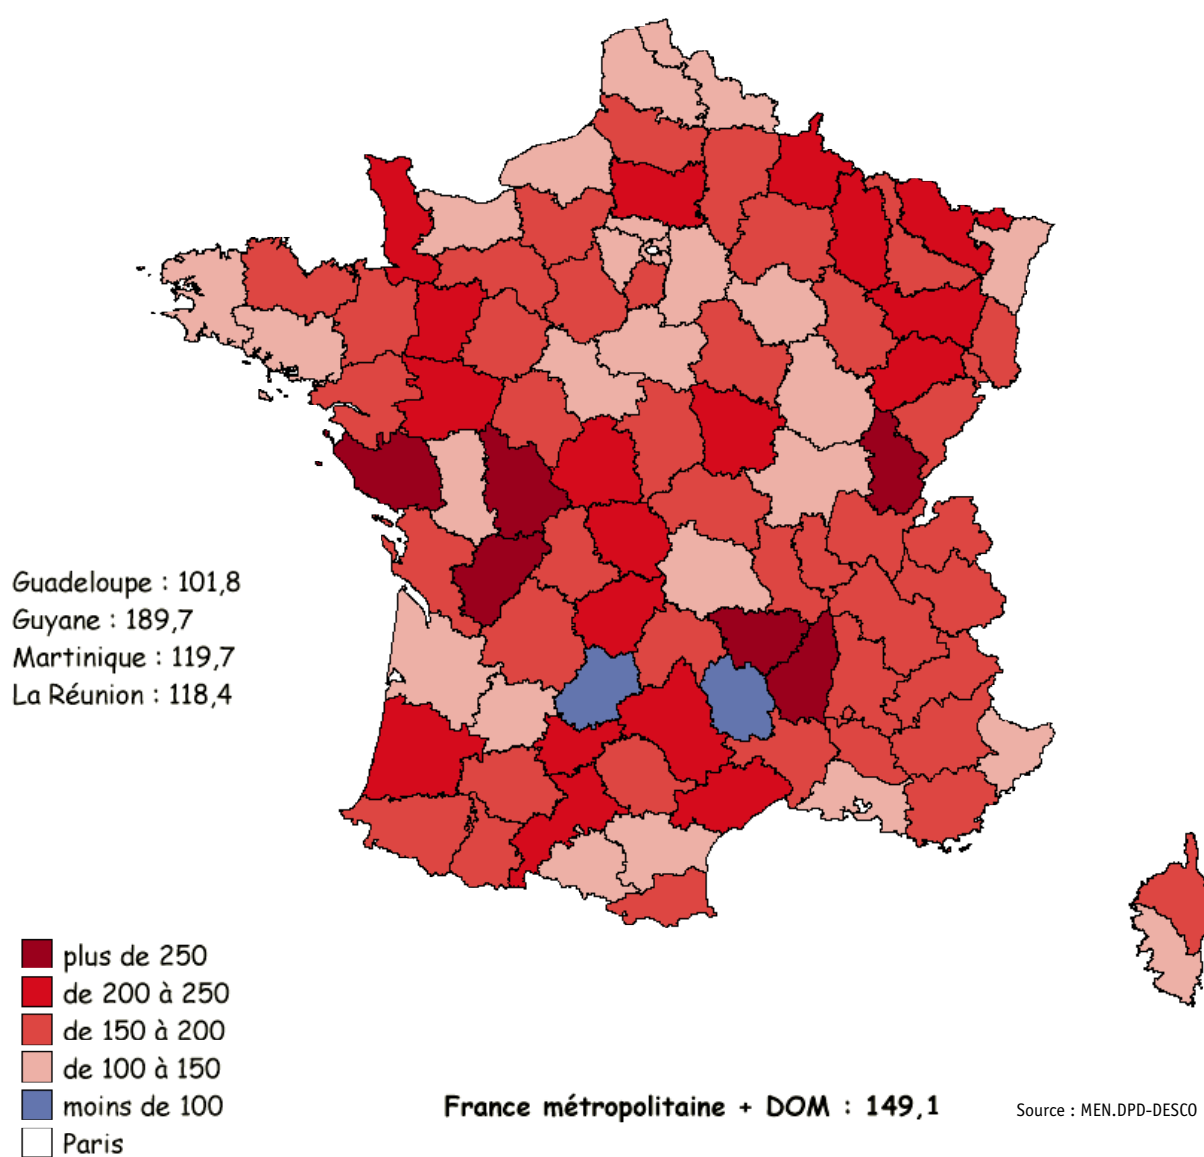 Guadeloupe : 101,8
Guyane : 189,7
Martinique : 119,7
La Réunion : 118,4
plus de 250
de 200 à 250
de 150 à 200
de 100 à 150
moins de 100
Paris
France métropolitaine + DOM : 149,1
Source : MEN.DPD-DESCO